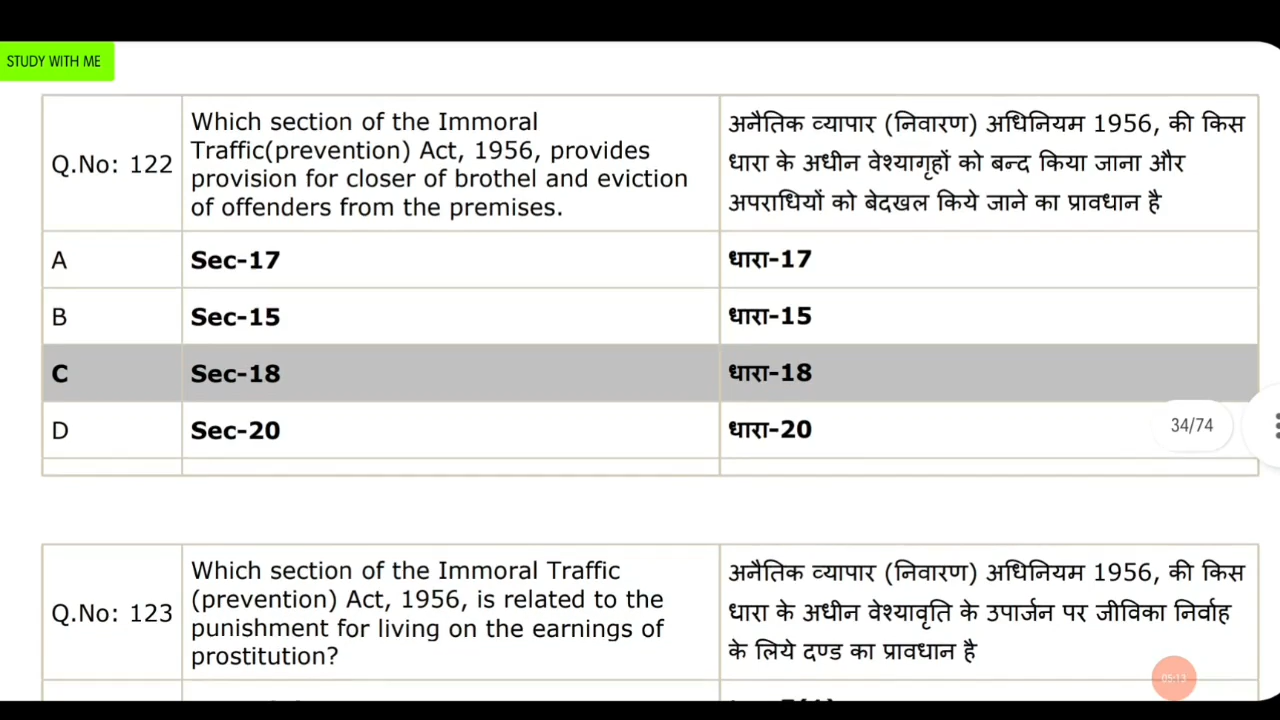 STUDY WITH ME
Q.No: 122
Which section of the Immoral
Traffic(prevention) Act, 1956, provides
provision for closer of brothel and eviction
of offenders from the premises.
अनैतिक व्यापार (निवारण) अधिनियम 1956, की किस
धारा के अधीन वेश्यागृहों को बन्द किया जाना और
अपराधियों को बेदखल किये जाने का प्रावधान है
A
Sec-17
धारा-17
B
Sec-15
धारा-15
C
Sec-18
धारा-18
D
Sec-20
धारा-20
34/74
Q.No: 123
Which section of the Immoral Traffic
(prevention) Act, 1956, is related to the
punishment for living on the earnings of
prostitution?
अनैतिक व्यापार (निवारण) अधिनियम 1956, की किस
धारा के अधीन वेश्यावृति के उपार्जन पर जीविका निर्वाह
के लिये दण्ड का प्रावधान है
05:13